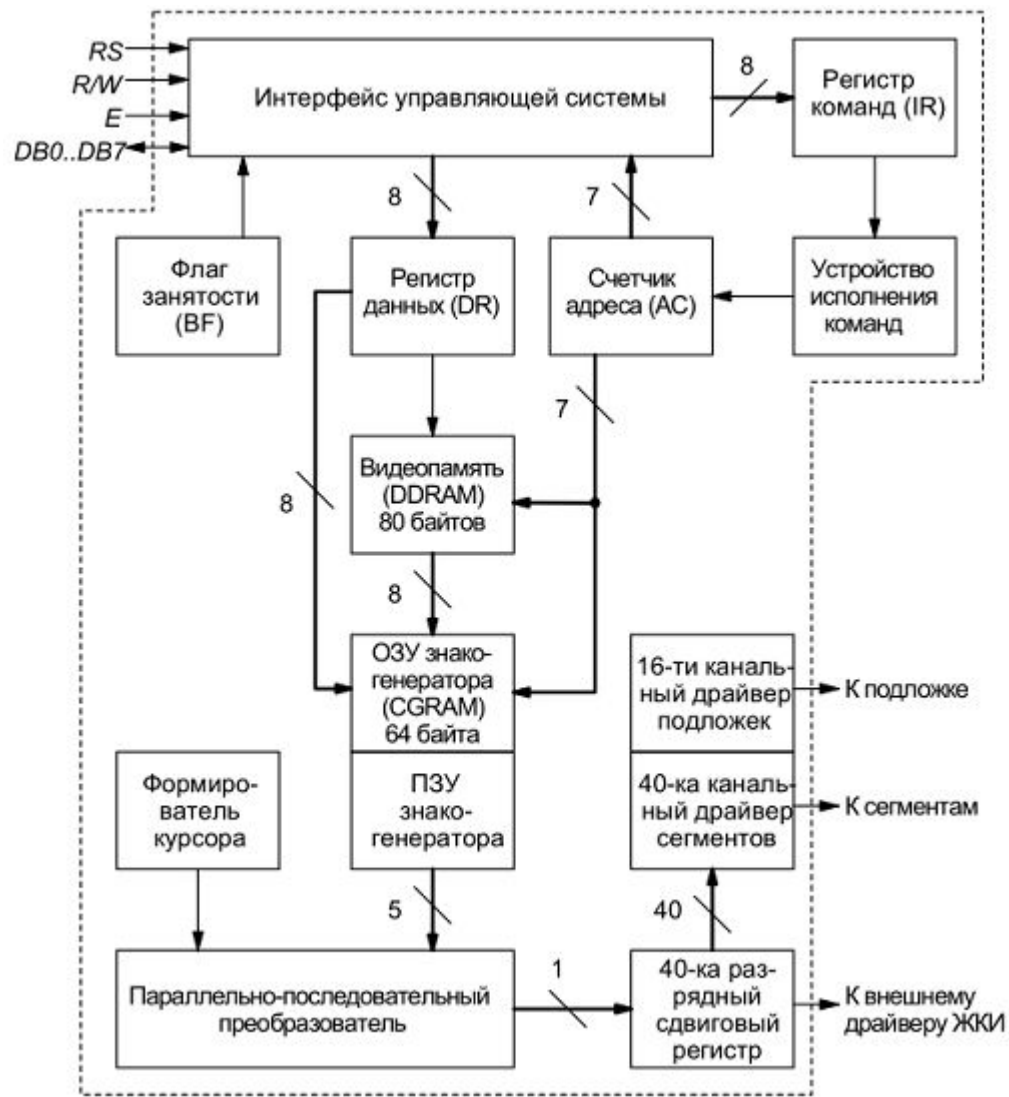 RS
R/W
E
DB0..DB7
Интерфейс управляющей системы
8
Регистр
команд (IR)
8
7
Флаг
занятости
(BF)
Регистр
данных (DR)
Счетчик
адреса (AC)
Устройство
исполнения
команд
7
8
Видеопамять
(DDRAM)
80 байтов
8
ОЗУ знако-
генератора
(CGRAM)
64 байта
16-ти каналь-
ный драйвер
подложек
К подложке
Формиро-
ватель
курсора
ПЗУ
знако-
генератора
40-ка каналь-
ный драйвер
сегментов
К сегментам
5
40
Параллельно-последовательный
преобразователь
1
40-ка раз-
рядный
сдвиговый
регистр
К внешнему
драйверу ЖКИ